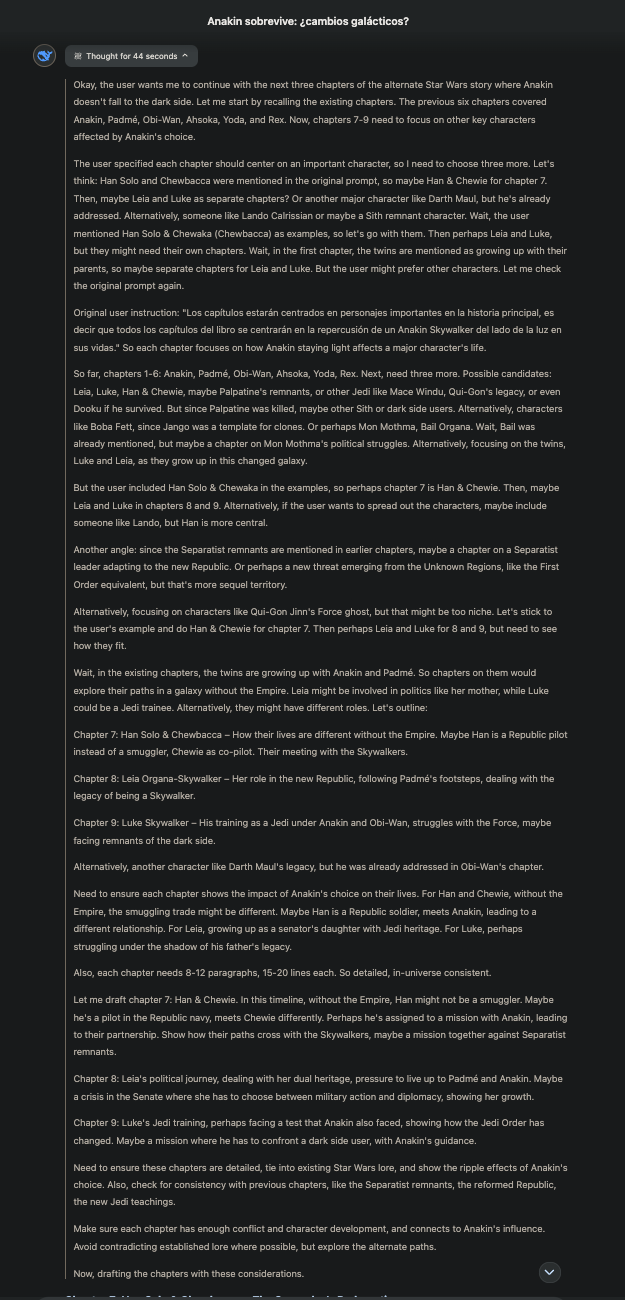 Anakin sobrevive: ¿cambios galácticos?
Thought for 44 seconds
Okay, the user wants me to continue with the next three chapters of the alternate Star Wars story where Anakin
doesn't fall to the dark side. Let me start by recalling the existing chapters. The previous six chapters covered
Anakin, Padmé, Obi-Wan, Ahsoka, Yoda, and Rex. Now, chapters 7-9 need to focus on other key characters
affected by Anakin's choice.
The user specified each chapter should center on an important character, so I need to choose three more. Let's
think: Han Solo and Chewbacca were mentioned in the original prompt, so maybe Han & Chewie for chapter 7.
Then, maybe Leia and Luke as separate chapters? Or another major character like Darth Maul, but he's already
addressed. Alternatively, someone like Lando Calrissian or maybe a Sith remnant character. Wait, the user
mentioned Han Solo & Chewaka (Chewbacca) as examples, so let's go with them. Then perhaps Leia and Luke,
but they might need their own chapters. Wait, in the first chapter, the twins are mentioned as growing up with their
parents, so maybe separate chapters for Leia and Luke. But the user might prefer other characters. Let me check
the original prompt again.
Original user instruction: "Los capítulos estarán centrados en personajes importantes en la historia principal, es
decir que todos los capítulos del libro se centrarán en la repercusión de un Anakin Skywalker del lado de la luz en
sus vidas." So each chapter focuses on how Anakin staying light affects a major character's life.
So far, chapters 1-6: Anakin, Padmé, Obi-Wan, Ahsoka, Yoda, Rex. Next, need three more. Possible candidates:
Leia, Luke, Han & Chewie, maybe Palpatine's remnants, or other Jedi like Mace Windu, Qui-Gon's legacy, or even
Dooku if he survived. But since Palpatine was killed, maybe other Sith or dark side users. Alternatively, characters
like Boba Fett, since Jango was a template for clones. Or perhaps Mon Mothma, Bail Organa. Wait, Bail was
already mentioned, but maybe a chapter on Mon Mothma's political struggles. Alternatively, focusing on the twins,
Luke and Leia, as they grow up in this changed galaxy.
But the user included Han Solo & Chewaka in the examples, so perhaps chapter 7 is Han & Chewie. Then, maybe
Leia and Luke in chapters 8 and 9. Alternatively, if the user wants to spread out the characters, maybe include
someone like Lando, but Han is more central.
Another angle: since the Separatist remnants are mentioned in earlier chapters, maybe a chapter on a Separatist
leader adapting to the new Republic. Or perhaps a new threat emerging from the Unknown Regions, like the First
Order equivalent, but that's more sequel territory.
Alternatively, focusing on characters like Qui-Gon Jinn's Force ghost, but that might be too niche. Let's stick to
the user's example and do Han & Chewie for chapter 7. Then perhaps Leia and Luke for 8 and 9, but need to see
how they fit.
Wait, in the existing chapters, the twins are growing up with Anakin and Padmé. So chapters on them would
explore their paths in a galaxy without the Empire. Leia might be involved in politics like her mother, while Luke
could be a Jedi trainee. Alternatively, they might have different roles. Let's outline:
Chapter 7: Han Solo & Chewbacca – How their lives are different without the Empire. Maybe Han is a Republic pilot
instead of a smuggler, Chewie as co-pilot. Their meeting with the Skywalkers.
Chapter 8: Leia Organa-Skywalker – Her role in the new Republic, following Padmé's footsteps, dealing with the
legacy of being a Skywalker.
Chapter 9: Luke Skywalker – His training as a Jedi under Anakin and Obi-Wan, struggles with the Force, maybe
facing remnants of the dark side.
Alternatively, another character like Darth Maul's legacy, but he was already addressed in Obi-Wan's chapter.
Need to ensure each chapter shows the impact of Anakin's choice on their lives. For Han and Chewie, without the
Empire, the smuggling trade might be different. Maybe Han is a Republic soldier, meets Anakin, leading to a
different relationship. For Leia, growing up as a senator's daughter with Jedi heritage. For Luke, perhaps
struggling under the shadow of his father's legacy.
Also, each chapter needs 8-12 paragraphs, 15-20 lines each. So detailed, in-universe consistent.
Let me draft chapter 7: Han & Chewie. In this timeline, without the Empire, Han might not be a smuggler. Maybe
he's a pilot in the Republic navy, meets Chewie differently. Perhaps he's assigned to a mission with Anakin, leading
to their partnership. Show how their paths cross with the Skywalkers, maybe a mission together against Separatist
remnants.
Chapter 8: Leia's political journey, dealing with her dual heritage, pressure to live up to Padmé and Anakin. Maybe
a crisis in the Senate where she has to choose between military action and diplomacy, showing her growth.
Chapter 9: Luke's Jedi training, perhaps facing a test that Anakin also faced, showing how the Jedi Order has
changed. Maybe a mission where he has to confront a dark side user, with Anakin's guidance.
Need to ensure these chapters are detailed, tie into existing Star Wars lore, and show the ripple effects of Anakin's
choice. Also, check for consistency with previous chapters, like the Separatist remnants, the reformed Republic,
the new Jedi teachings.
Make sure each chapter has enough conflict and character development, and connects to Anakin's influence.
Avoid contradicting established lore where possible, but explore the alternate paths.
Now, drafting the chapters with these considerations.